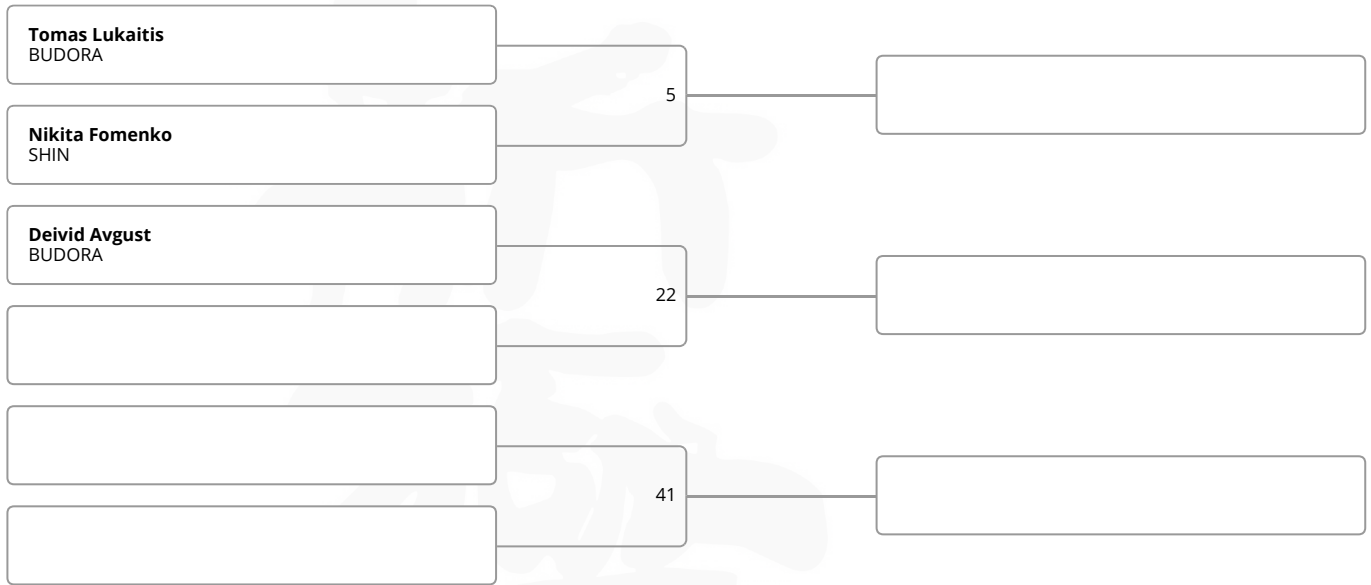 Tomas Lukaitis
BUDORA
5
Nikita Fomenko
SHIN
Deivid Avgust
BUDORA
22
41